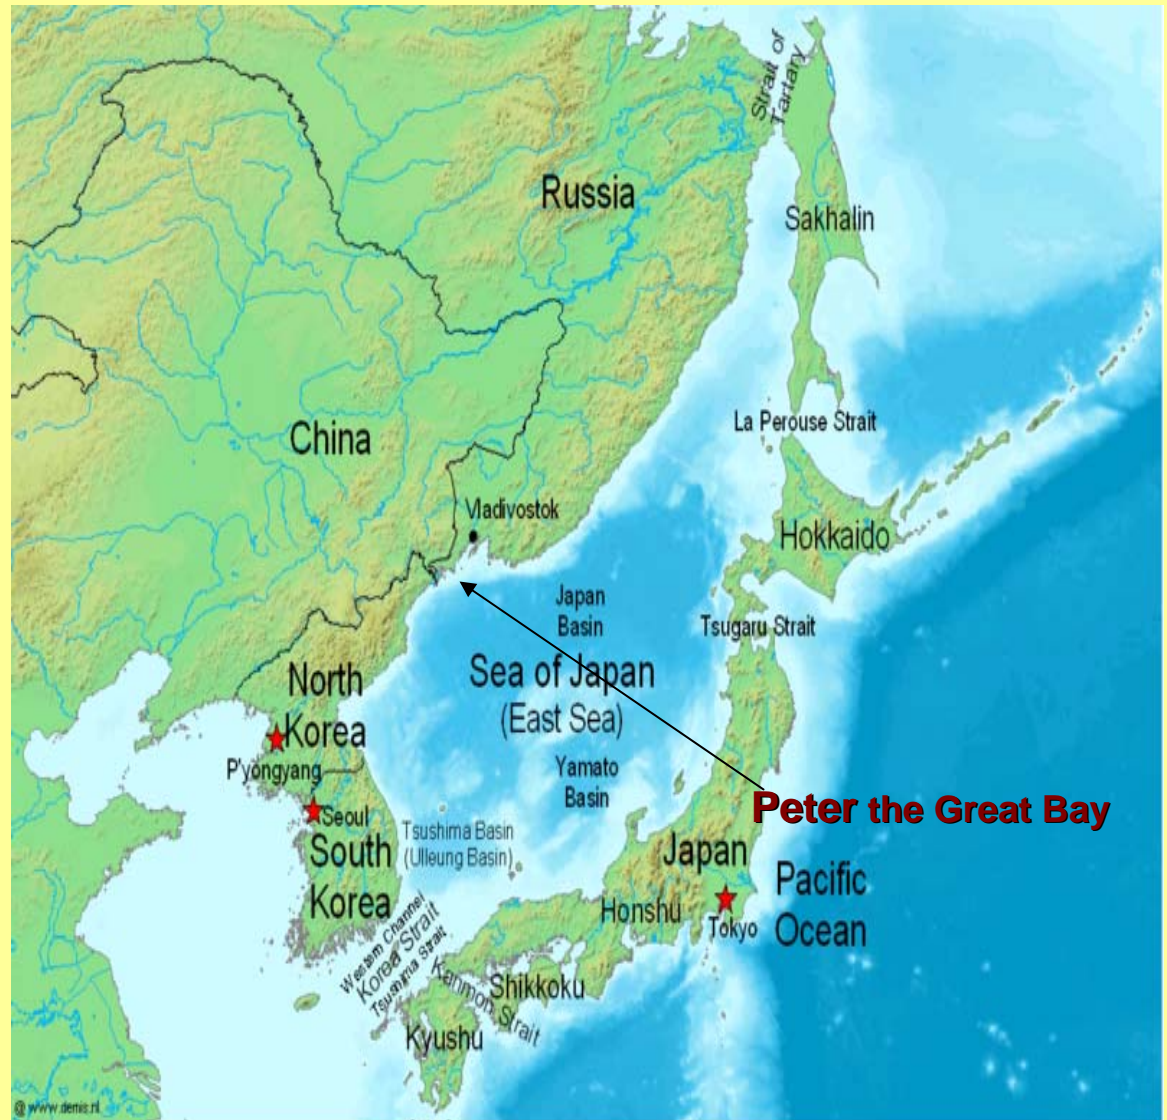 Strait of
Tartary
Russia
Sakhalin
La Perouse Strait
China
Vladivostok
Hokkaido
Japan
Basin
Tsugaru Strait
Sea of Japan
(East Sea)
North
Korea
P'yongyang
Yamato
Basin
Peter the Great Bay
Seoul
South
Korea
Tsushima Basin
(Ulleung Basin)
Japan
Pacific
Ocean
Honshu
Tokyo
Western Channel
Korea Strait
Tsushima Strait
Kanmon Strait
Shikkoku
Kyushu
@ www.demis.nl